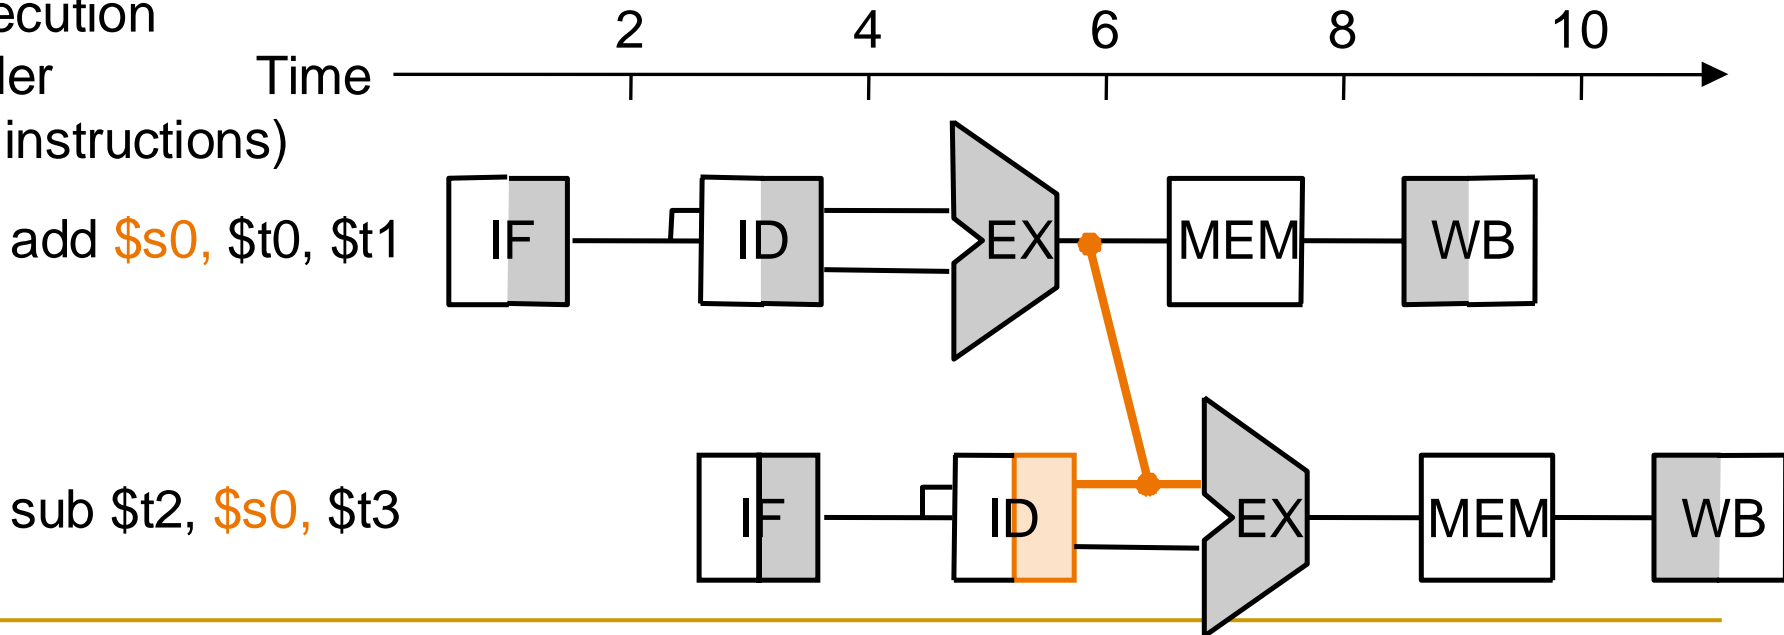 ecution
2 4 6 8 10
ler Time
instructions)
add $s0, $t0, $t1
IF ID EX MEM WB
sub $t2, $s0, $t3
IF ID EX MEM WB